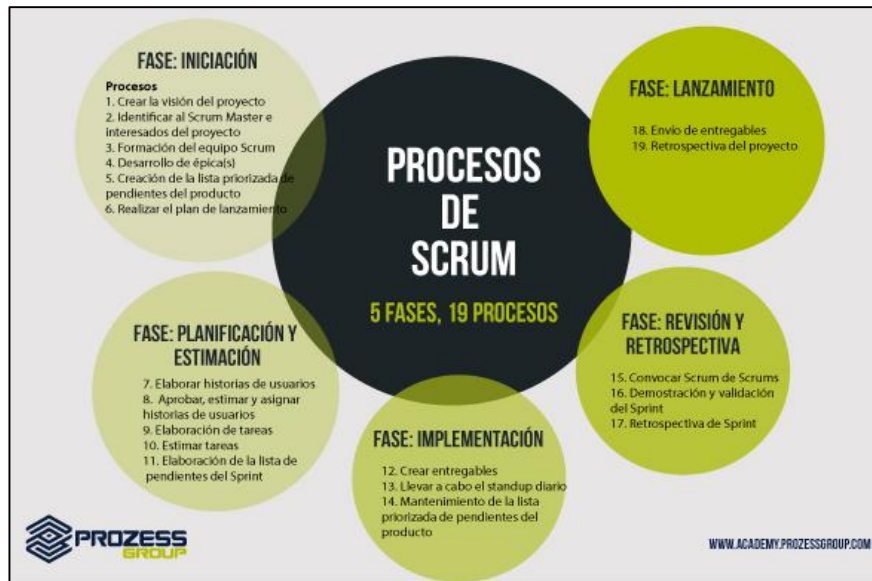 PROCESOS
DE
SCRUM
5 FASES, 19 PROCESOS
FASE: INICIACIÓN
Procesos
1. Crear la visión del proyecto
2. Identificar al Scrum Master e
interesados del proyecto
3. Formación del equipo Scrum
4. Desarrollo de épica(s)
5. Creación de la lista priorizada de
pendientes del producto
6. Realizar el plan de lanzamiento
FASE: PLANIFICACIÓN Y
ESTIMACIÓN
7. Elaborar historias de usuarios
8. Aprobar, estimar y asignar
historias de usuarios
9. Elaboración de tareas
10. Estimar tareas
11. Elaboración de la lista de
pendientes del Sprint
FASE: IMPLEMENTACIÓN
12. Crear entregables
13. Llevar a cabo el standup diario
14. Mantenimiento de la lista
priorizada de pendientes del
producto
FASE: REVISIÓN Y
RETROSPECTIVA
15. Convocar Scrum de Scrums
16. Demostración y validación
del Sprint
17. Retrospectiva de Sprint
FASE: LANZAMIENTO
18. Envío de entregables
19. Retrospectiva del proyecto
PROZESS
GROUP
WWW.ACADEMY.PROZESSGROUP.COM